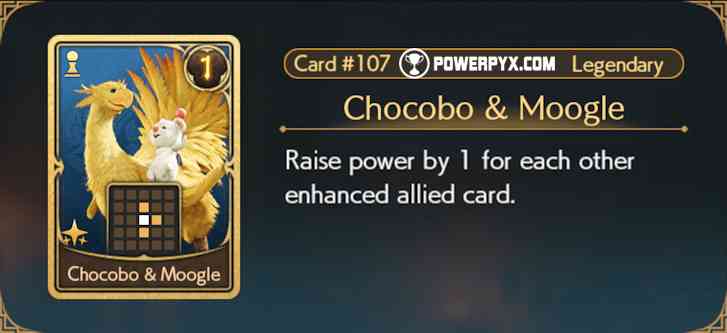 1
Chocobo & Moogle
Card #107 POWERPYX.COM Legendary
Chocobo & Moogle
Raise power by 1 for each other
enhanced allied card.